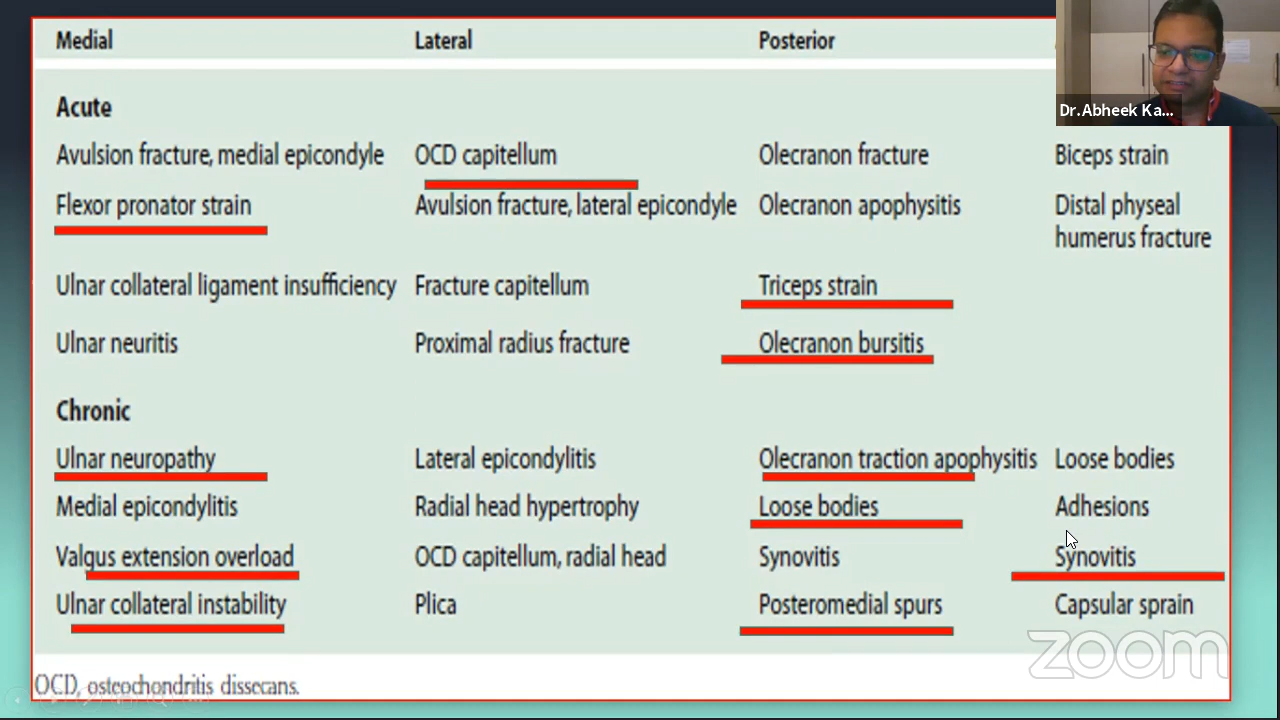 Medial Lateral Posterior
Dr.Abheek Ka...
Acute
Avulsion fracture, medial epicondyle OCD capitellum Olecranon fracture Biceps strain
Flexor pronator strain Avulsion fracture, lateral epicondyle Olecranon apophysitis Distal physeal
humerus fracture
Ulnar collateral ligament insufficiency Fracture capitellum Triceps strain
Ulnar neuritis Proximal radius fracture Olecranon bursitis
Chronic
Ulnar neuropathy Lateral epicondylitis Olecranon traction apophysitis Loose bodies
Medial epicondylitis Radial head hypertrophy Loose bodies Adhesions
Valgus extension overload OCD capitellum, radial head Synovitis Synovitis
Ulnar collateral instability Plica Posteromedial spurs Capsular sprain
zoom
OCD, osteochondritis dissecans.